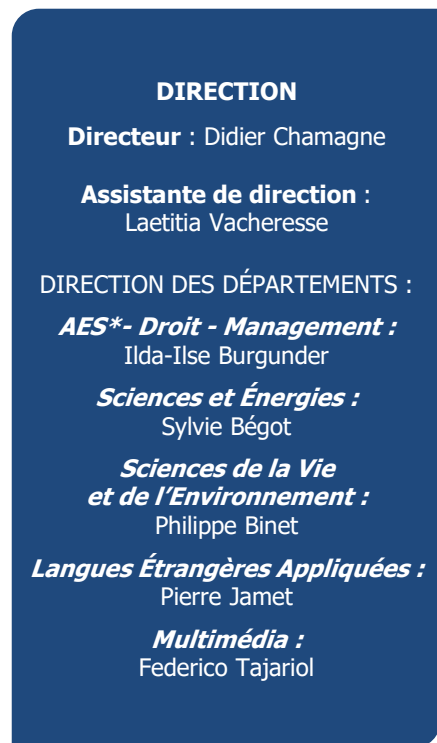 DIRECTION
Directeur : Didier Chamagne
Assistante de direction :
Laetitia Vacheresse
DIRECTION DES DÉPARTEMENTS :
AES*- Droit - Management :
Ilda-Ilse Burgunder
Sciences et Énergies :
Sylvie Bégot
Sciences de la Vie
et de l’Environnement :
Philippe Binet
Langues Étrangères Appliquées :
Pierre Jamet
Multimédia :
Federico Tajariol